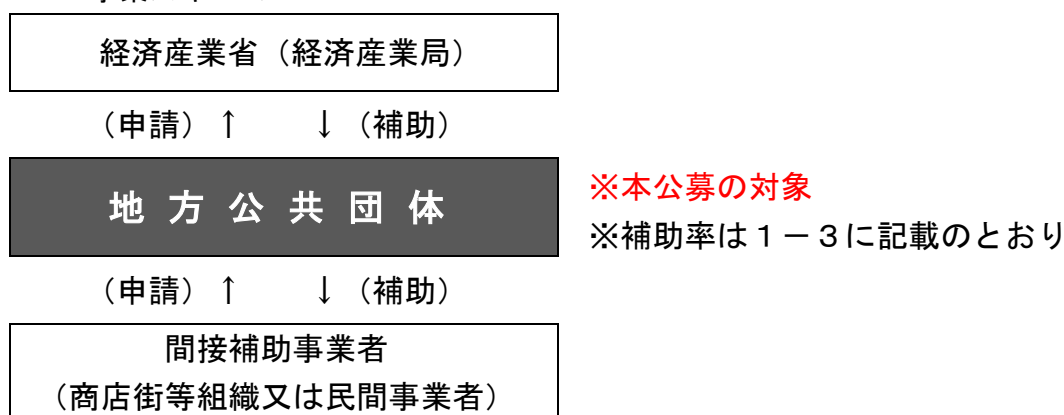 経済産業省（経済産業局）
（申請）↑　　↓（補助）
地 方 公 共 団 体
※本公募の対象
※補助率は１－３に記載のとおり
（申請）↑　　↓（補助）
間接補助事業者
（商店街等組織又は民間事業者）